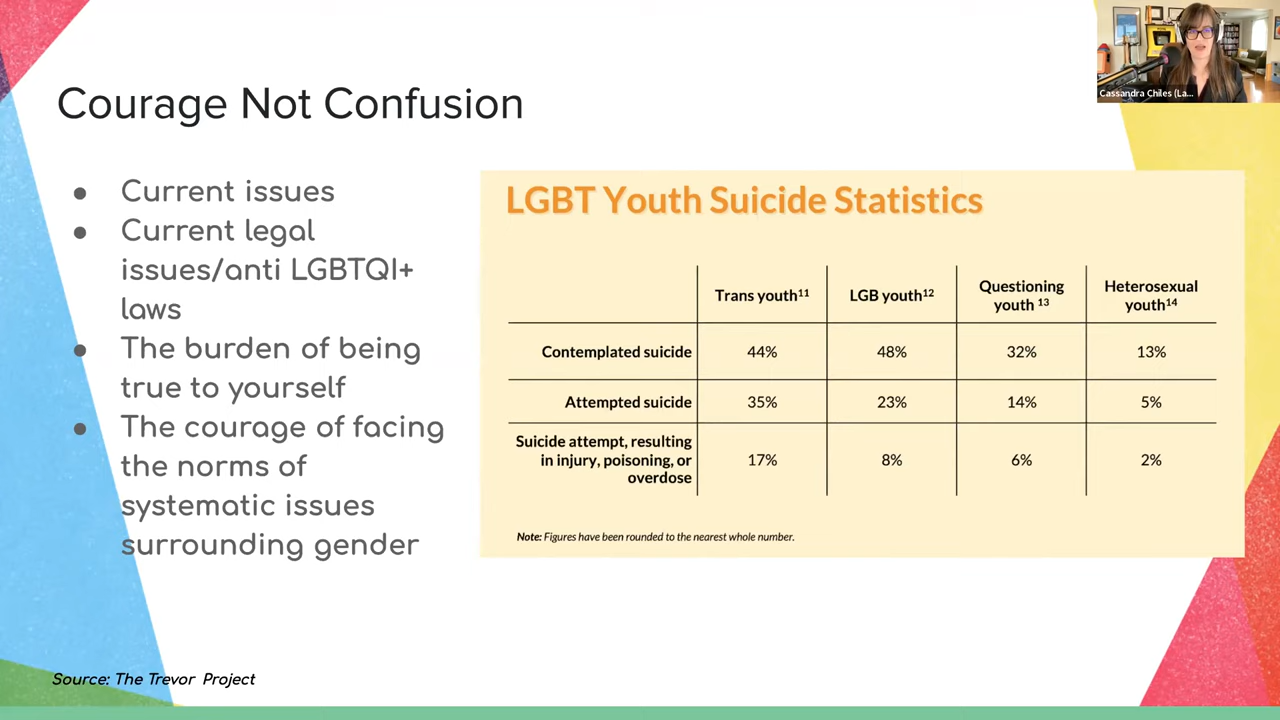 Cassandra Chiles (La...
Courage Not Confusion
● Current issues
● Current legal
issues/anti LGBTQI+
laws
● The burden of being
true to yourself
● The courage of facing
the norms of
systematic issues
surrounding gender
LGBT Youth Suicide Statistics
Trans youth¹¹ LGB youth¹² Questioning youth ¹³ Heterosexual youth¹⁴
Contemplated suicide 44% 48% 32% 13%
Attempted suicide 35% 23% 14% 5%
Suicide attempt, resulting
in injury, poisoning, or
overdose 17% 8% 6% 2%
Note: Figures have been rounded to the nearest whole number.
Source: The Trevor Project